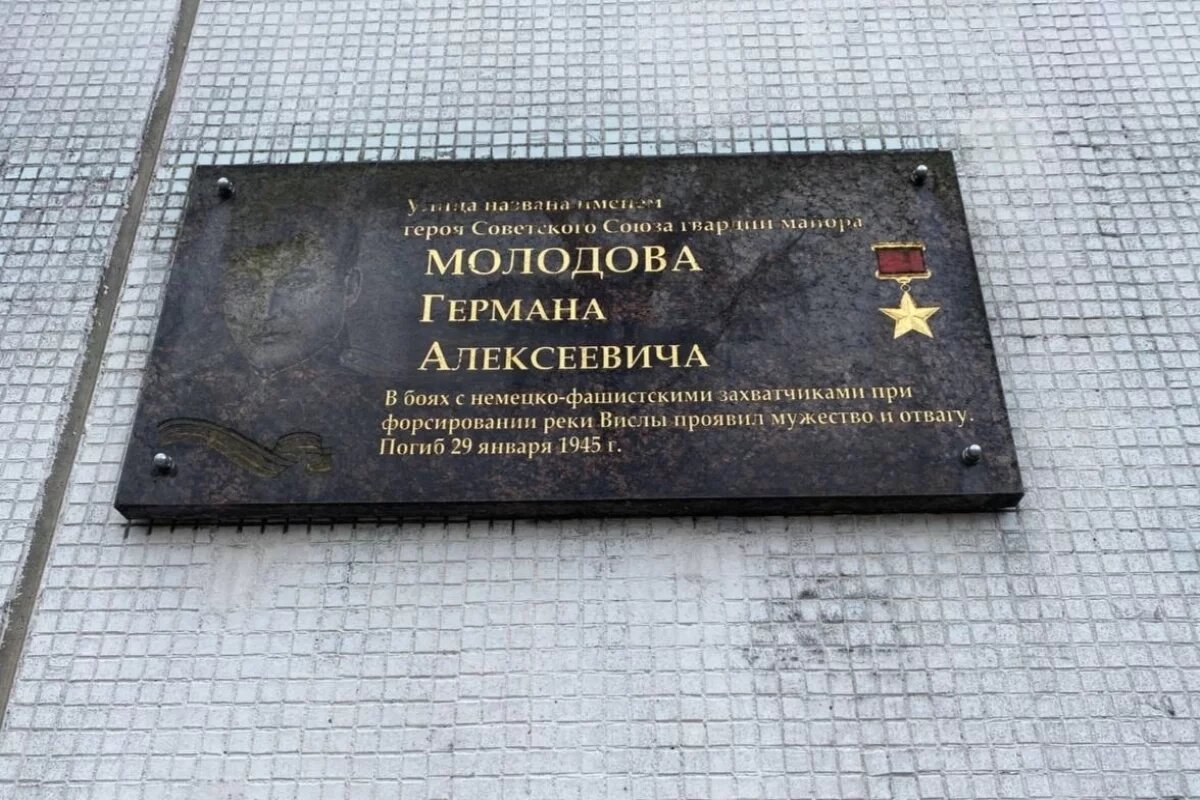 Улица названа именем
героя Советского Союза гвардии майора
МОЛОДОВА
ГЕРМАНА
АЛЕКСЕЕВИЧА
В боях с немецко-фашистскими захватчиками при
форсировании реки Вислы проявил мужество и отвагу.
Погиб 29 января 1945 г.